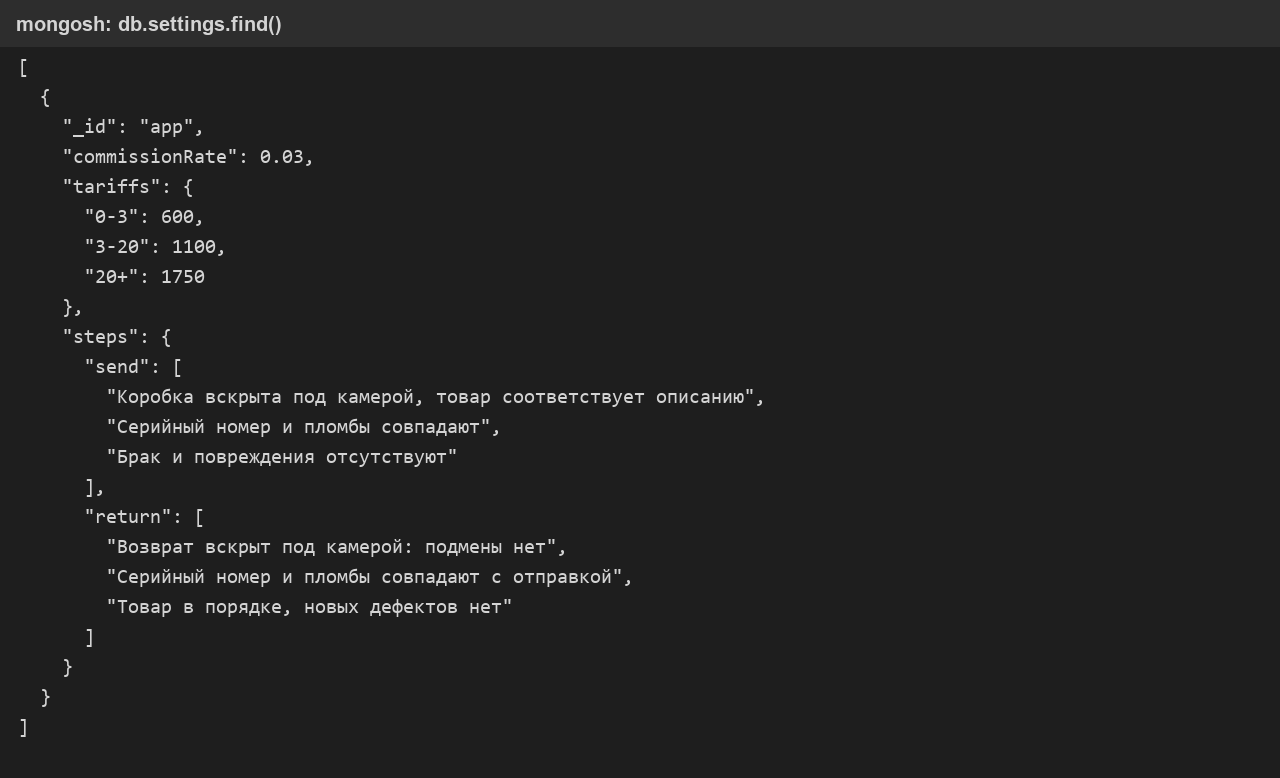 mongosh: db.settings.find()
[
  {
    "_id": "app",
    "commissionRate": 0.03,
    "tariffs": {
      "0-3": 600,
      "3-20": 1100,
      "20+": 1750
    },
    "steps": {
      "send": [
        "Коробка вскрыта под камерой, товар соответствует описанию",
        "Серийный номер и пломбы совпадают",
        "Брак и повреждения отсутствуют"
      ],
      "return": [
        "Возврат вскрыт под камерой: подмены нет",
        "Серийный номер и пломбы совпадают с отправкой",
        "Товар в порядке, новых дефектов нет"
      ]
    }
  }
]